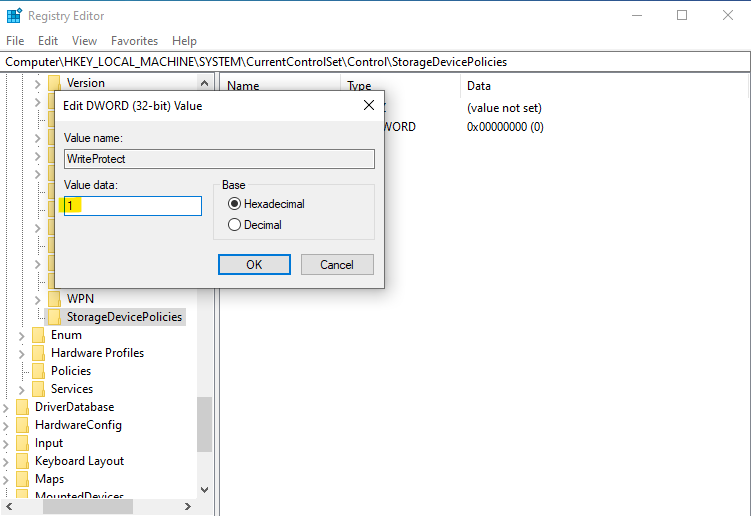 Registry Editor
File Edit View Favorites Help
Computer\HKEY_LOCAL_MACHINE\SYSTEM\CurrentControlSet\Control\StorageDevicePolicies
Version
Name Type Data
Edit DWORD (32-bit) Value
(value not set)
WORD 0x00000000 (0)
Value name:
WriteProtect
Value data:
1
Base
Hexadecimal
Decimal
OK Cancel
WPN
StorageDevicePolicies
Enum
Hardware Profiles
Policies
Services
DriverDatabase
HardwareConfig
Input
Keyboard Layout
Maps
MountedDevices